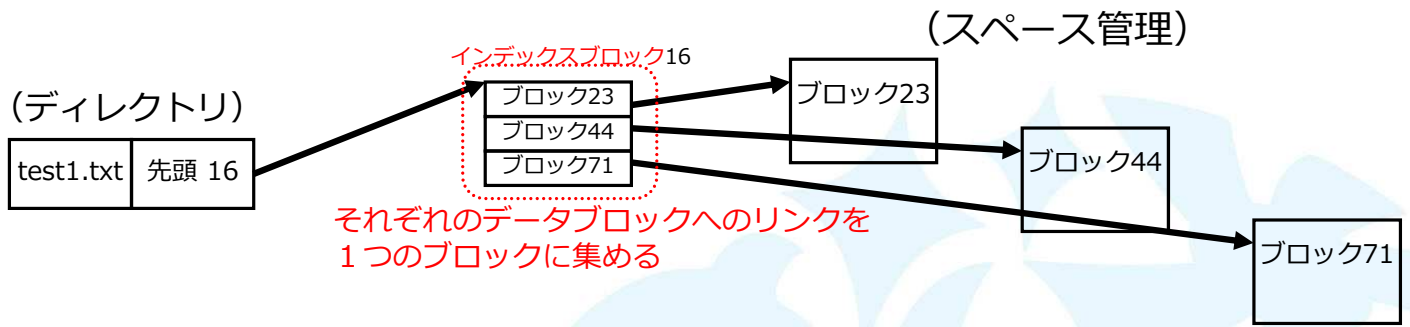 (スペース管理)
インデックスブロック16
(ディレクトリ)
test1.txt 先頭 16
ブロック23
ブロック44
ブロック71
ブロック23
ブロック44
ブロック71
それぞれのデータブロックへのリンクを
１つのブロックに集める